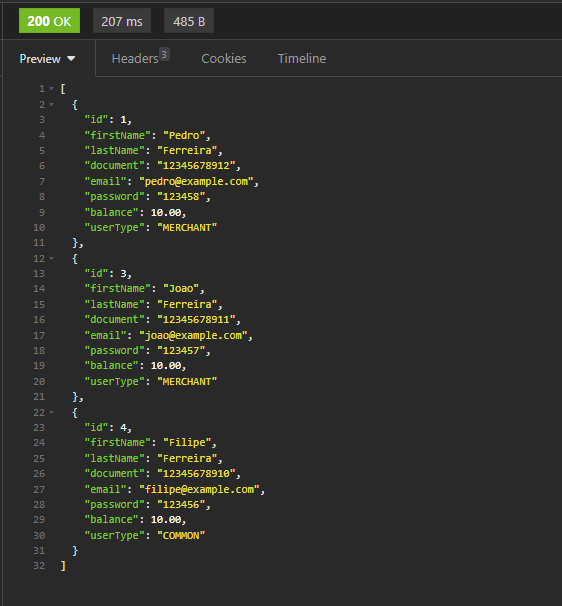 200 OK 207 ms 485 B
Preview Headers 3 Cookies Timeline
1 [
2 {
3 "id": 1,
4 "firstName": "Pedro",
5 "lastName": "Ferreira",
6 "document": "12345678912",
7 "email": "pedro@example.com",
8 "password": "123458",
9 "balance": 10.00,
10 "userType": "MERCHANT"
11 },
12 {
13 "id": 3,
14 "firstName": "Joao",
15 "lastName": "Ferreira",
16 "document": "12345678911",
17 "email": "joao@example.com",
18 "password": "123457",
19 "balance": 10.00,
20 "userType": "MERCHANT"
21 },
22 {
23 "id": 4,
24 "firstName": "Filipe",
25 "lastName": "Ferreira",
26 "document": "12345678910",
27 "email": "filipe@example.com",
28 "password": "123456",
29 "balance": 10.00,
30 "userType": "COMMON"
31 }
32 ]